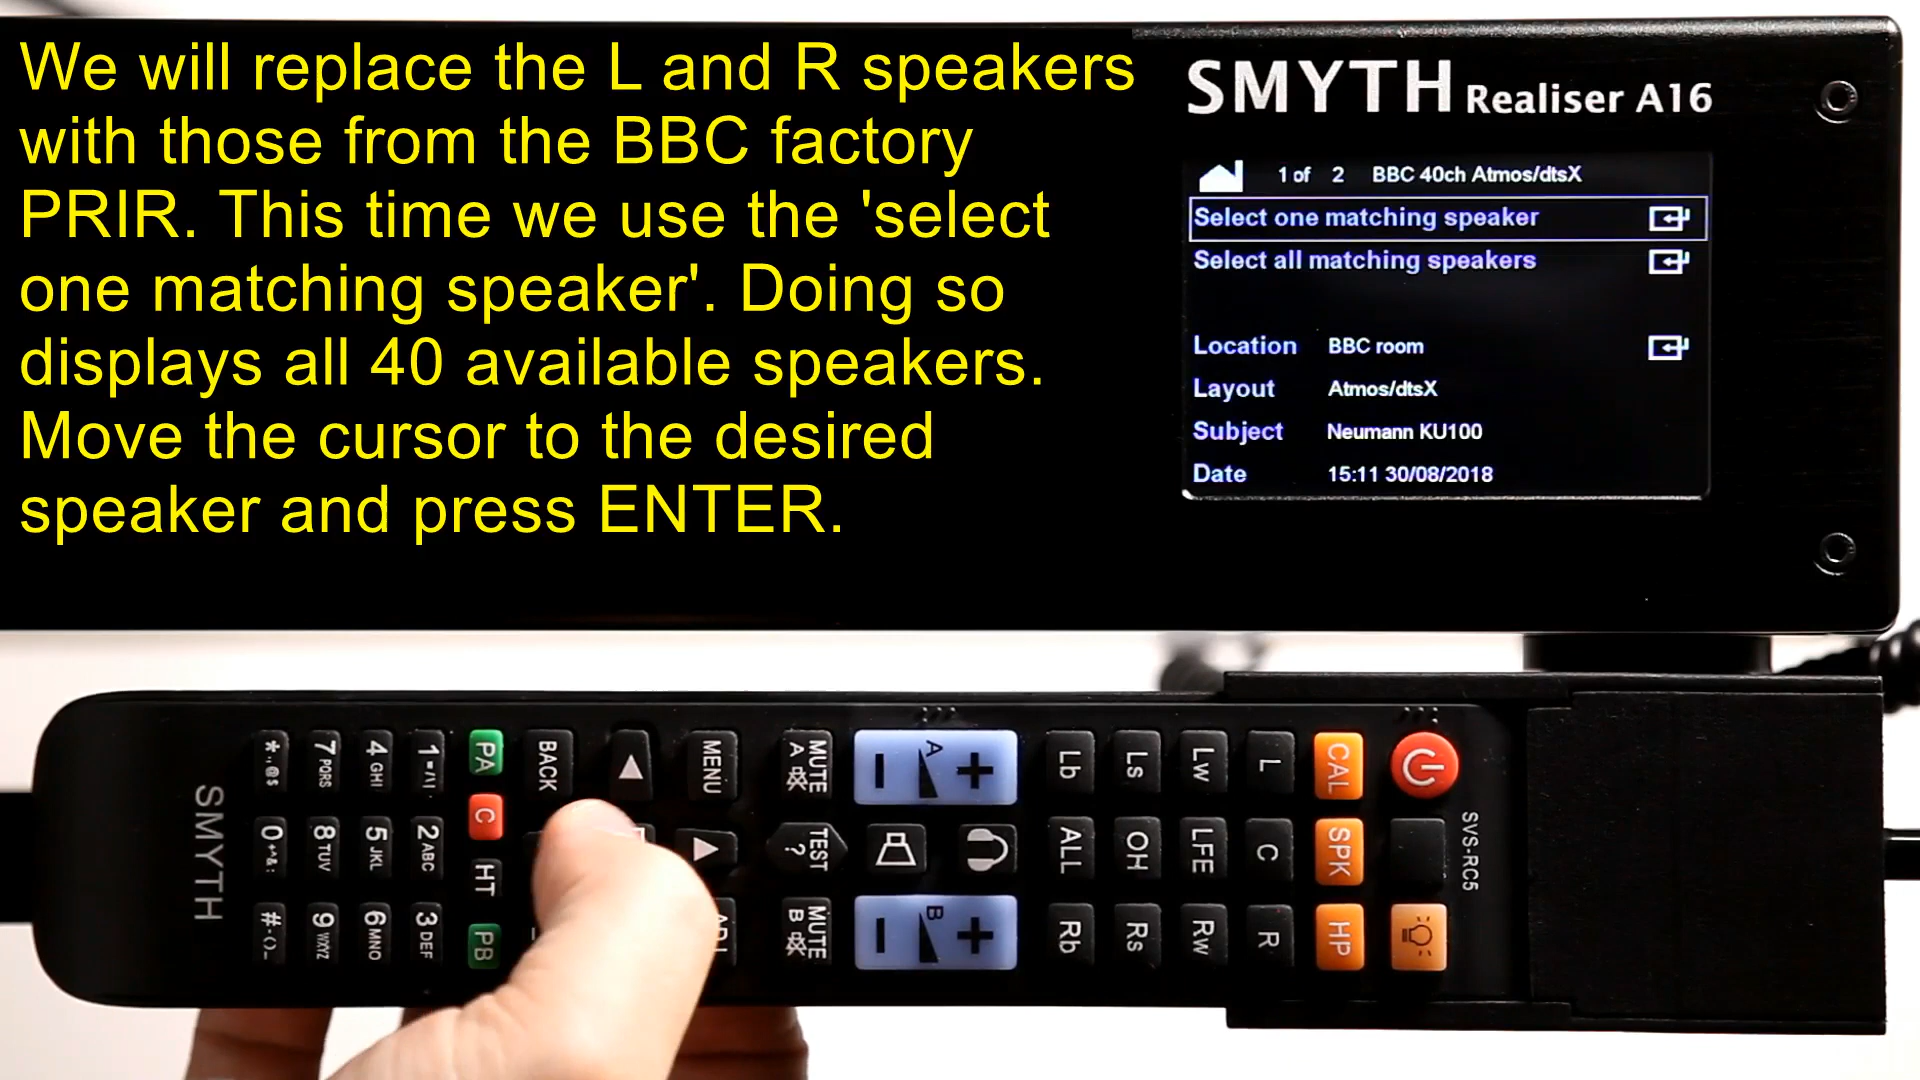 We will replace the L and R speakers
with those from the BBC factory
PRIR. This time we use the 'select
one matching speaker'. Doing so
displays all 40 available speakers.
Move the cursor to the desired
speaker and press ENTER.
SMYTH Realiser A16
1 of 2 BBC 40ch Atmos/dtsX
Select one matching speaker
Select all matching speakers
Location BBC room
Layout Atmos/dtsX
Subject Neumann KU100
Date 15:11 30/08/2018
SMYTH
* . , @ $
7 PQRS
4 GHI
PA
BACK
MENU
MUTE
A
A
Lb
Ls
Lw
L
CAL
0
8 TUV
5 JKL
2 ABC
C
HT
TEST
?
ALL
OH
LFE
C
SPK
SVS-RC5
#
9 WXYZ
6 MNO
3 DEF
PB
MUTE
B
B
Rb
Rs
Rw
R
HP